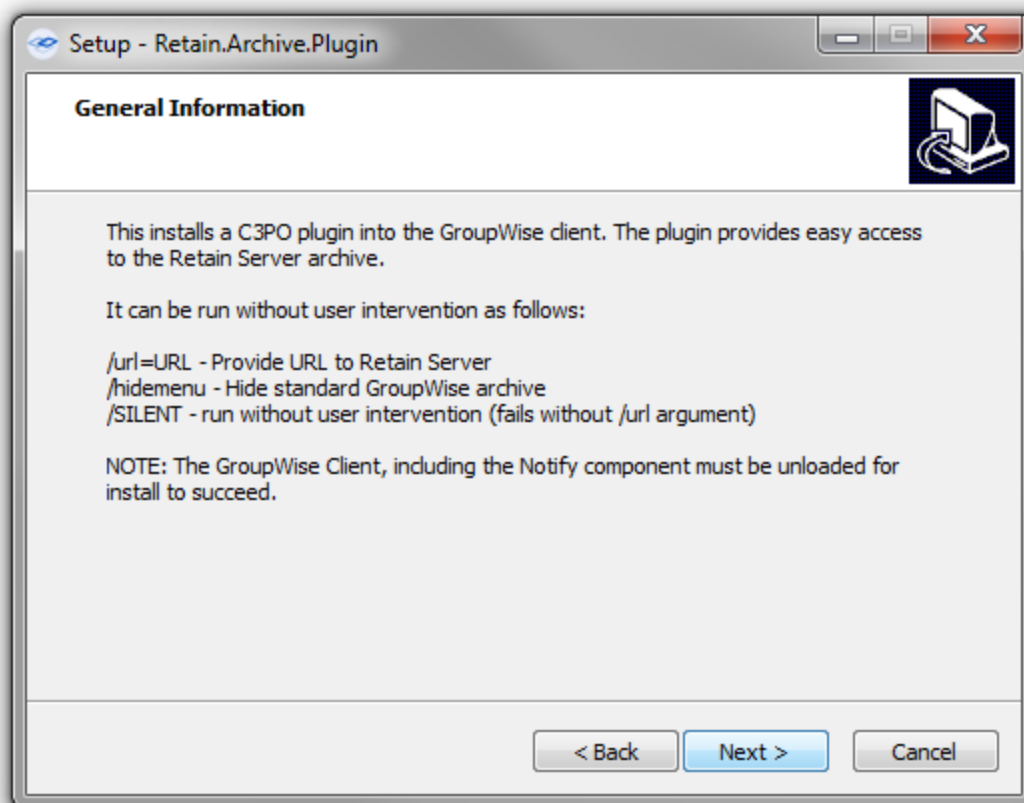 Setup - Retain.Archive.Plugin
General Information
This installs a C3PO plugin into the GroupWise client. The plugin provides easy access
to the Retain Server archive.
It can be run without user intervention as follows:
/url=URL - Provide URL to Retain Server
/hidemenu - Hide standard GroupWise archive
/SILENT - run without user intervention (fails without /url argument)
NOTE: The GroupWise Client, including the Notify component must be unloaded for
install to succeed.
< Back Next > Cancel